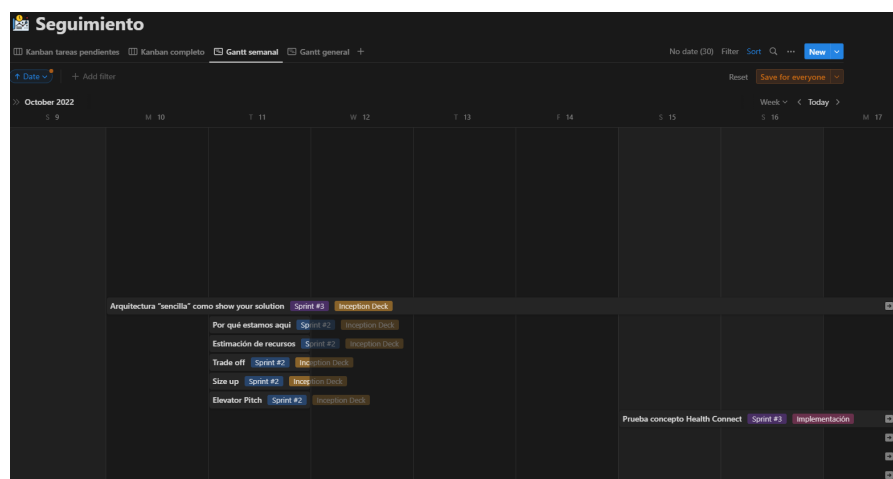 Seguimiento
Kanban tareas pendientes Kanban completo Gantt semanal Gantt general + No date (30) Filter Sort New
↑ Date + Add filter Reset Save for everyone
October 2022 Week < Today >
S 9 M 10 T 11 W 12 T 13 F 14 S 15 S 16 M 17
Arquitectura "sencilla" como show your solution Sprint #3 Inception Deck
Por qué estamos aqui Sprint #2 Inception Deck
Estimación de recursos Sprint #2 Inception Deck
Trade off Sprint #2 Inception Deck
Size up Sprint #2 Inception Deck
Elevator Pitch Sprint #2 Inception Deck
Prueba concepto Health Connect Sprint #3 Implementación